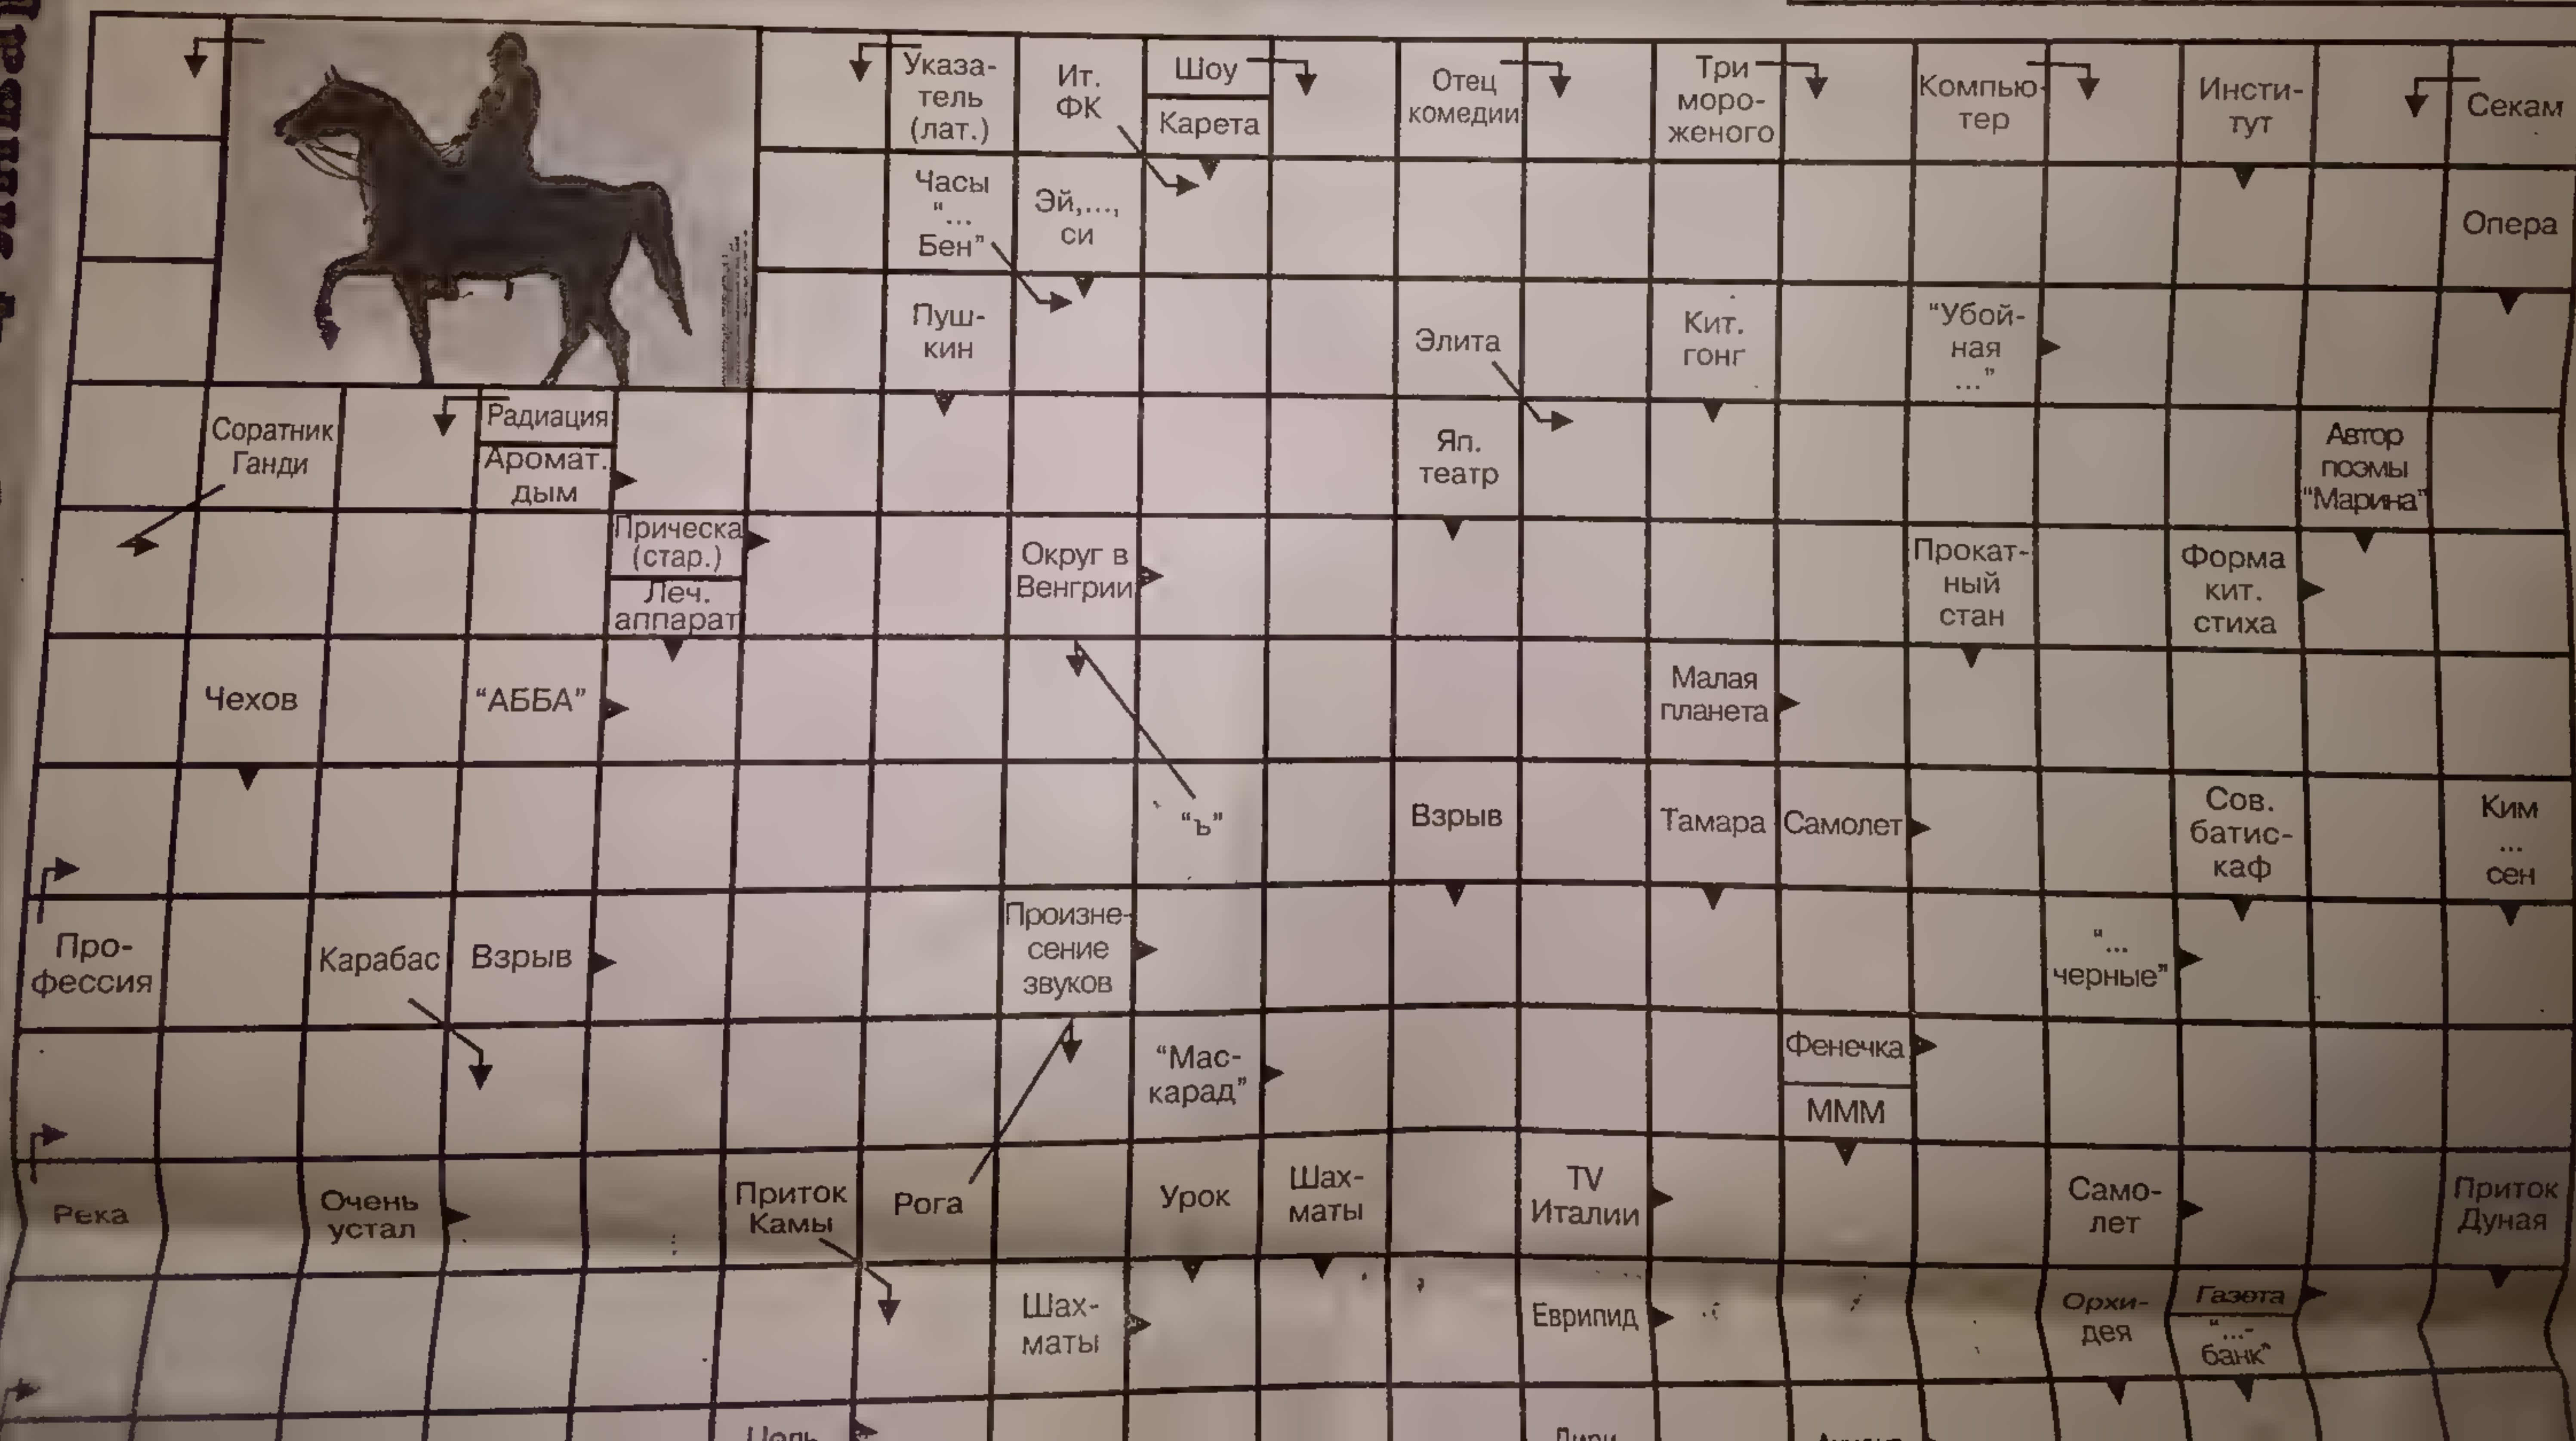 Указа-
тель
(лат.)
Ит.
ФК
Шоу
Карета
Отец
комедии
Три
моро-
женого
Компью-
тер
Инсти-
тут
Секам
Часы
“...
Бен”
Эй,...,
си
Опера
Пуш-
кин
Элита
Кит.
гонг
“Убой-
ная
...”
Соратник
Ганди
Радиация
Аромат.
дым
Яп.
театр
Автор
поэмы
“Марина”
Прическа
(стар.)
Леч.
аппарат
Округ в
Венгрии
Прокат-
ный
стан
Форма
кит.
стиха
Чехов
“АББА”
Малая
планета
“ъ”
Взрыв
Тамара
Самолет
Сов.
батис-
каф
Ким
...
сен
Про-
фессия
Карабас
Взрыв
Произне-
сение
звуков
“...
черные”
“Мас-
карад”
Фенечка
МММ
Река
Очень
устал
Приток
Камы
Рога
Урок
Шах-
маты
TV
Италии
Само-
лет
Приток
Дуная
Шах-
маты
Еврипид
Орхи-
дея
Газета
“...-
банк”